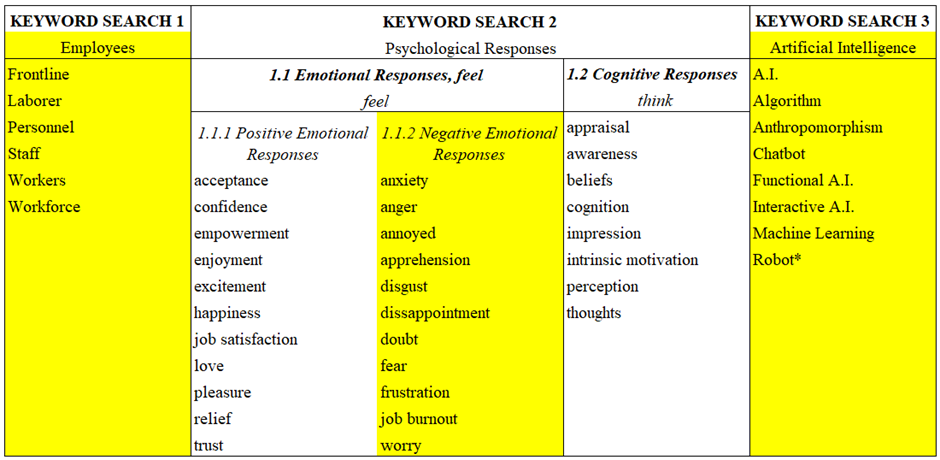 KEYWORD SEARCH 1 KEYWORD SEARCH 2 KEYWORD SEARCH 3
Employees Psychological Responses Artificial Intelligence
Frontline 1.1 Emotional Responses, feel 1.2 Cognitive Responses A.I.
Laborer feel think Algorithm
Personnel 1.1.1 Positive Emotional 1.1.2 Negative Emotional appraisal Anthropomorphism
Staff Responses Responses awareness Chatbot
Workers acceptance anxiety beliefs Functional A.I.
Workforce confidence anger cognition Interactive A.I.
empowerment annoyed impression Machine Learning
enjoyment apprehension intrinsic motivation Robot*
excitement disgust perception
happiness dissappointment thoughts
job satisfaction doubt
love fear
pleasure frustration
relief job burnout
trust worry